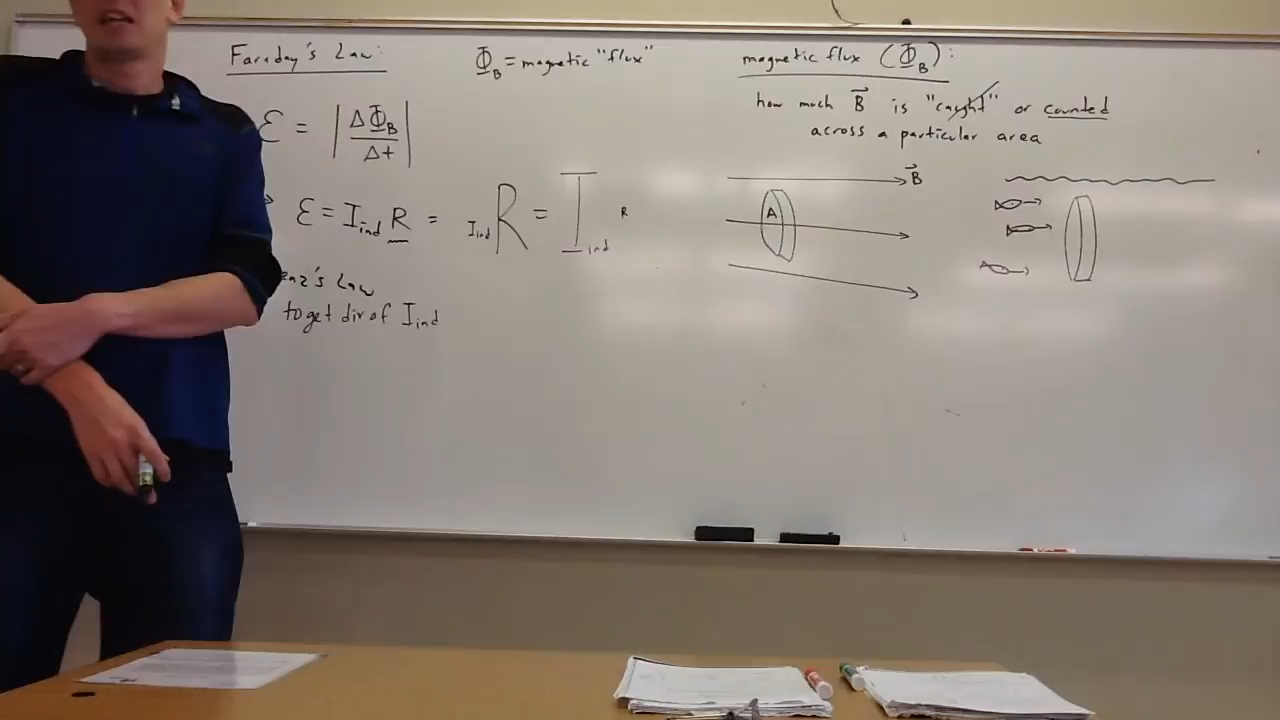 Faraday's Law:
ℰ = |ΔΦ_B / Δt|
ℰ = I_ind R = I_ind R = I_ind R
enz's Law
to get dir of I_ind
Φ_B = magnetic "flux"
magnetic flux (Φ_B):
how much B⃗ is "caught" or counted
across a particular area
B⃗
A